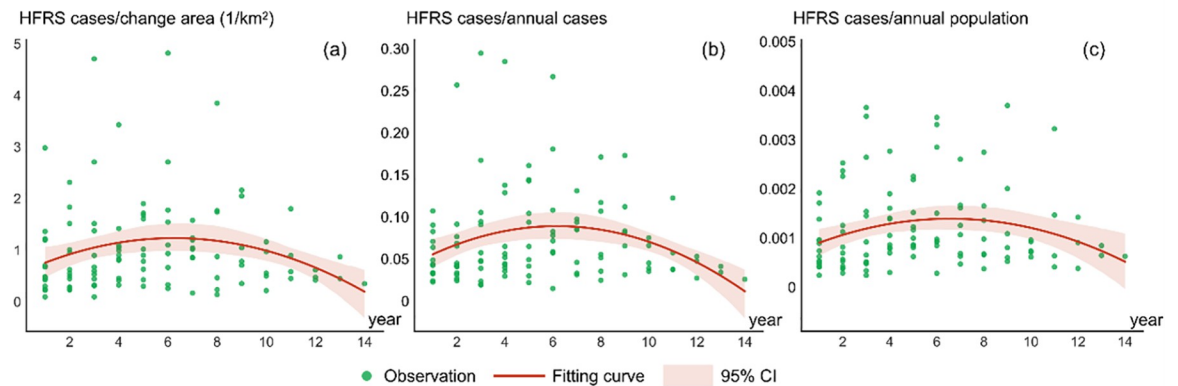 HFRS cases/change area (1/km²)
(a)
5
4
3
2
1
0
2 4 6 8 10 12 14
year
HFRS cases/annual cases
(b)
0.30
0.25
0.20
0.15
0.10
0.05
0
2 4 6 8 10 12 14
year
HFRS cases/annual population
(c)
0.005
0.004
0.003
0.002
0.001
0
2 4 6 8 10 12 14
year
Observation Fitting curve 95% CI